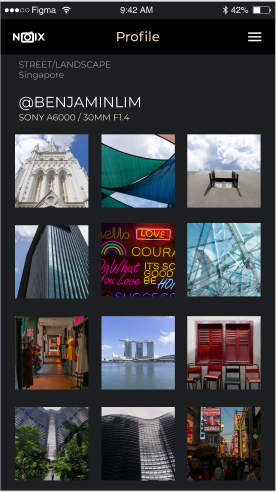 Figma 9:42 AM 42%
NOIX Profile
STREET/LANDSCAPE
Singapore
@BENJAMINLIM
SONY A6000 / 30MM F1.4
hello LOVE
COURA
What
you Love
IT'S SO
GOOD
BE HO
SUCCESS